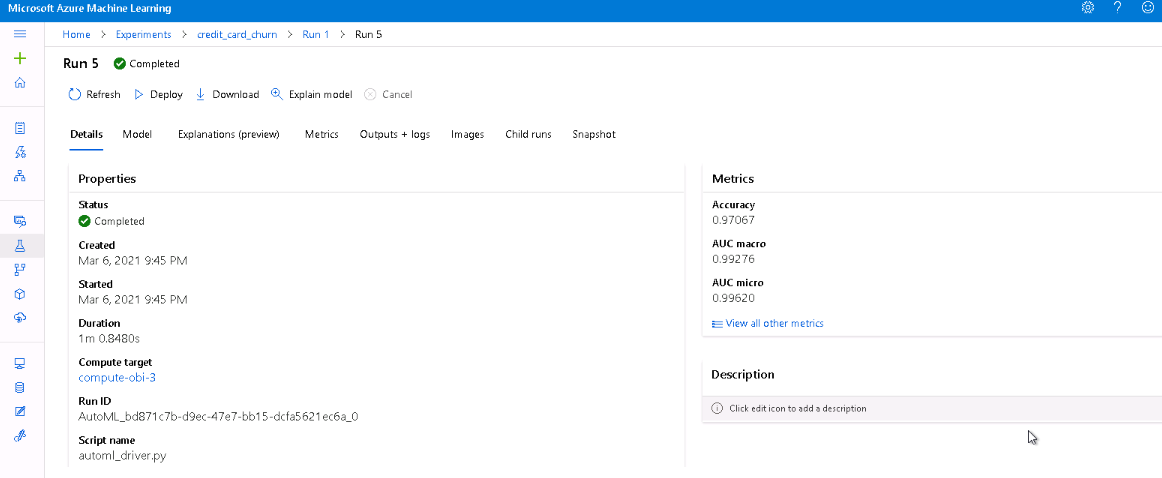 Microsoft Azure Machine Learning
Home > Experiments > credit_card_churn > Run 1 > Run 5
Run 5 Completed
Refresh Deploy Download Explain model Cancel
Details Model Explanations (preview) Metrics Outputs + logs Images Child runs Snapshot
Properties
Status
Completed
Created
Mar 6, 2021 9:45 PM
Started
Mar 6, 2021 9:45 PM
Duration
1m 0.8480s
Compute target
compute-obi-3
Run ID
AutoML_bd871c7b-d9ec-47e7-bb15-dcfa5621ec6a_0
Script name
automl_driver.py
Metrics
Accuracy
0.97067
AUC macro
0.99276
AUC micro
0.99620
View all other metrics
Description
Click edit icon to add a description